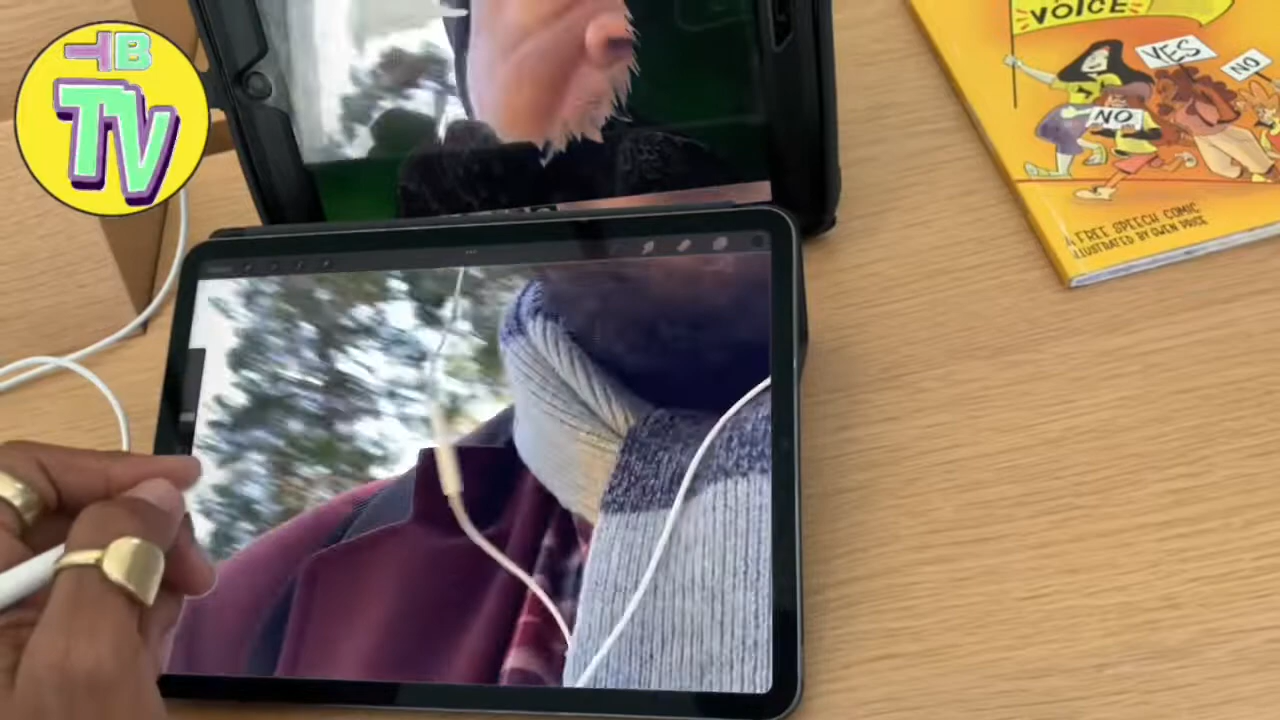 HB
TV
VOICE
YES
NO
NO
A FREE SPEECH COMIC
ILLUSTRATED BY OWEN PRICE